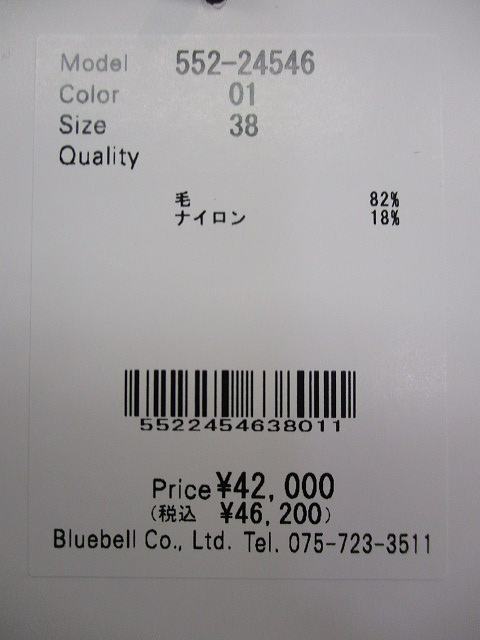 Model 552-24546
Color 01
Size 38
Quality
毛 82%
ナイロン 18%
5522454638011
Price ¥42,000
(税込 ¥46,200)
Bluebell Co., Ltd. Tel. 075-723-3511